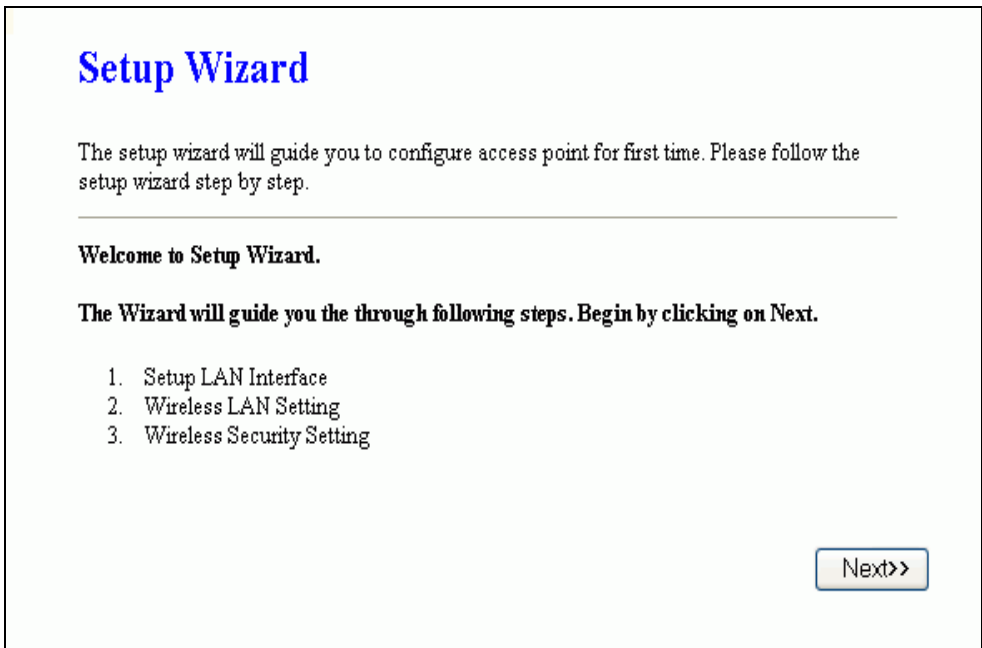 Setup Wizard
The setup wizard will guide you to configure access point for first time. Please follow the
setup wizard step by step.
Welcome to Setup Wizard.
The Wizard will guide you the through following steps. Begin by clicking on Next.
1. Setup LAN Interface
2. Wireless LAN Setting
3. Wireless Security Setting
Next>>